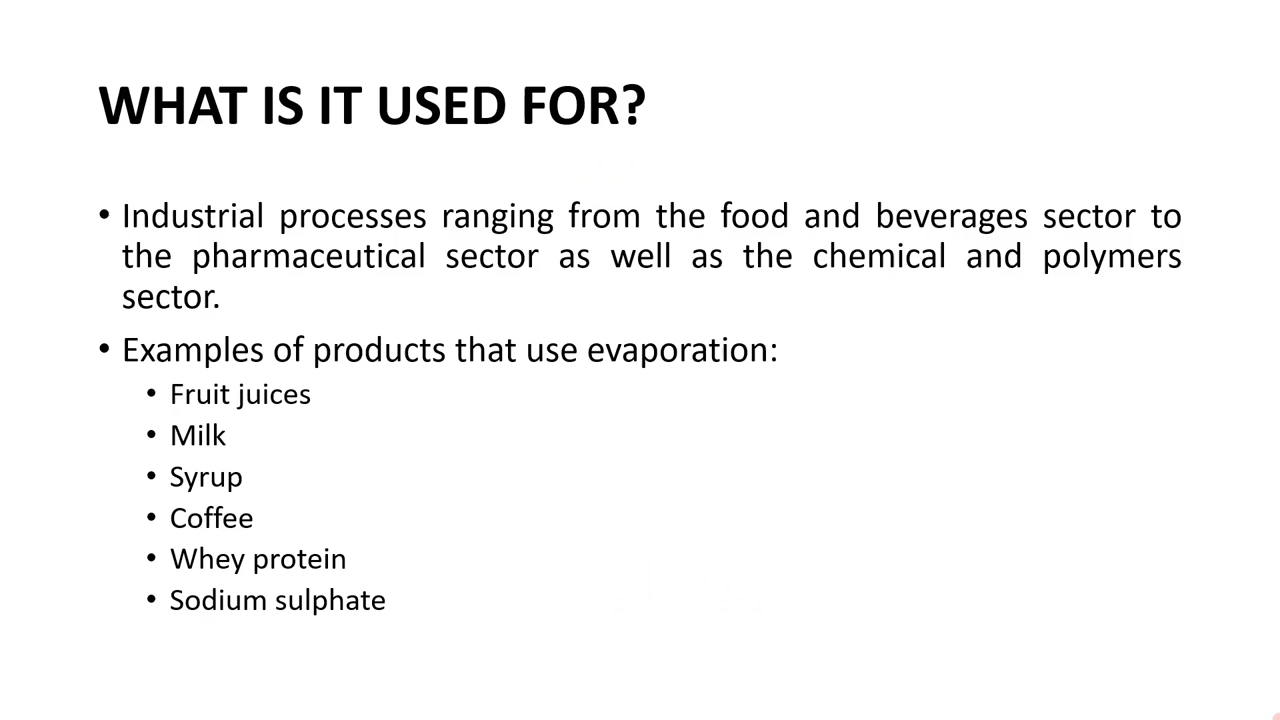 WHAT IS IT USED FOR?
• Industrial processes ranging from the food and beverages sector to
the pharmaceutical sector as well as the chemical and polymers
sector.
• Examples of products that use evaporation:
• Fruit juices
• Milk
• Syrup
• Coffee
• Whey protein
• Sodium sulphate